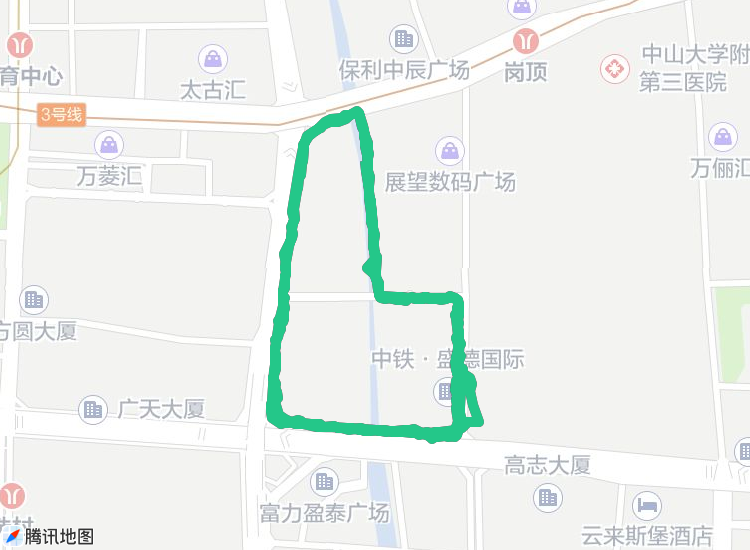 中山大学附
第三医院
保利中辰广场
岗顶
育中心
太古汇
3号线
万菱汇
展望数码广场
万俪汇
方圆大厦
中铁·盛德国际
广天大厦
高志大厦
富力盈泰广场
云来斯堡酒店
腾讯地图